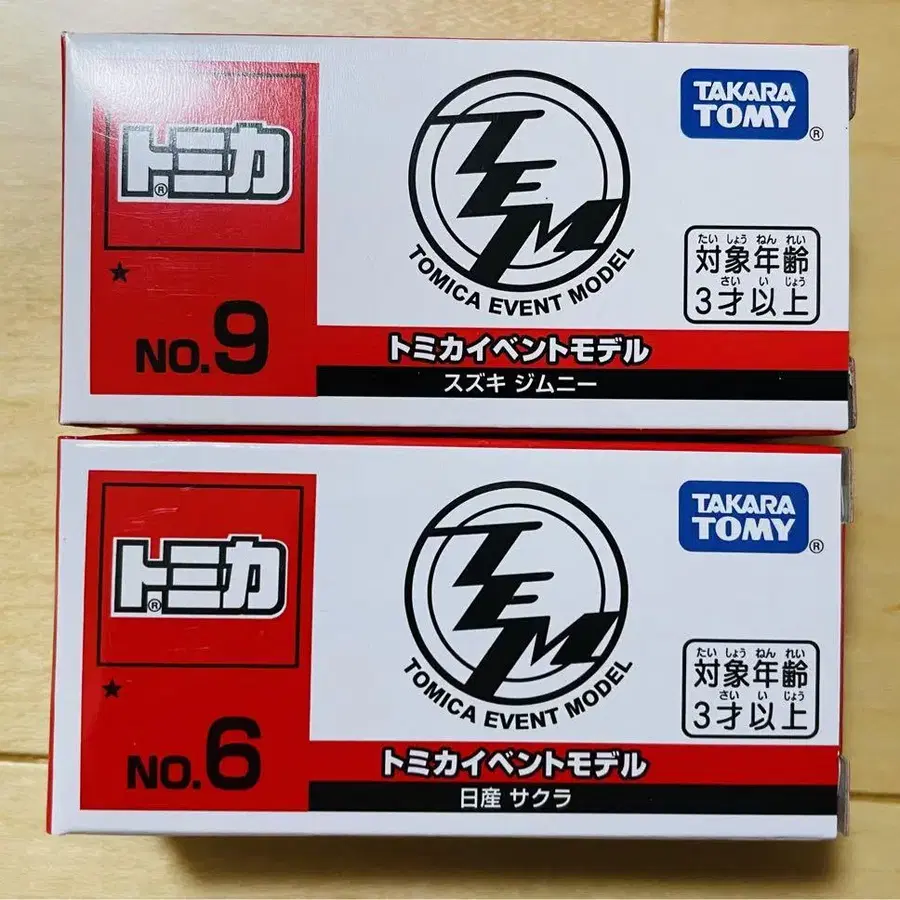 トミカ
®
★
NO.9
TEM
TOMICA EVENT MODEL
TAKARA
TOMY
®
たいしょうねんれい
対象年齢
さいいじょう
3才以上
トミカイベントモデル
スズキ ジムニー
トミカ
®
★
NO.6
TEM
TOMICA EVENT MODEL
TAKARA
TOMY
®
たいしょうねんれい
対象年齢
さいいじょう
3才以上
トミカイベントモデル
日産 サクラ